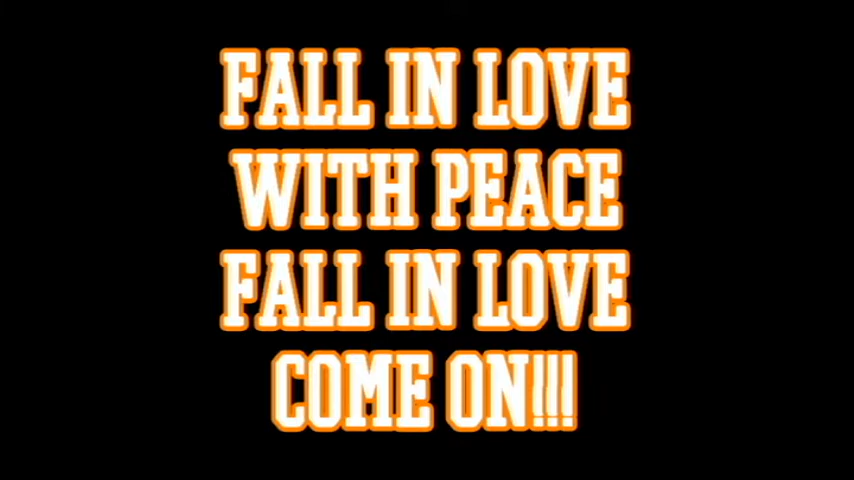 FALL IN LOVE
WITH PEACE
FALL IN LOVE
COME ON!!!